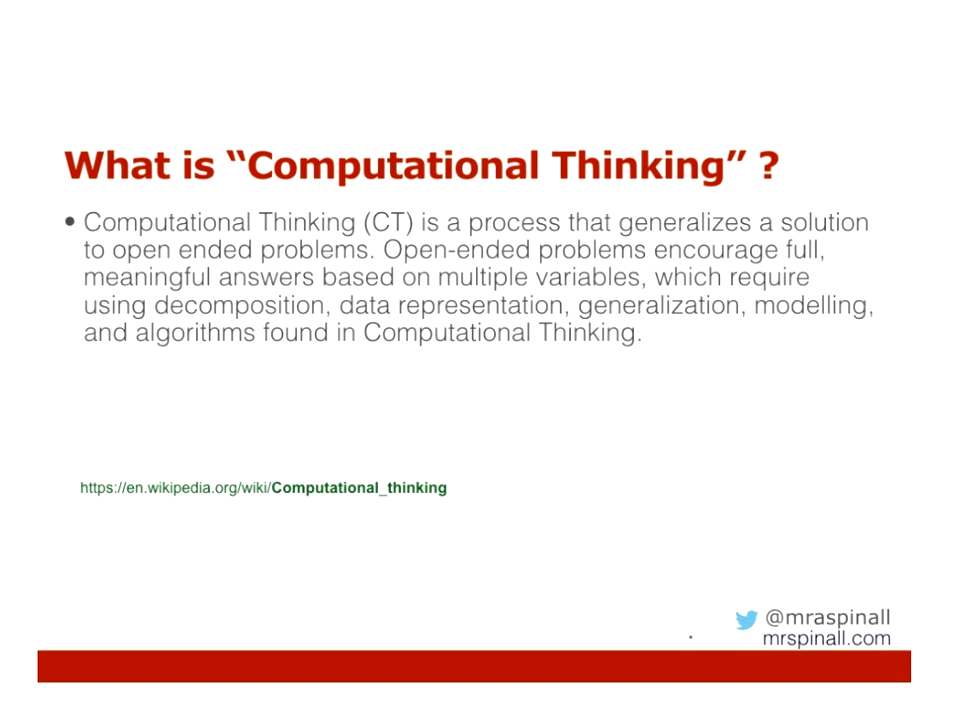 What is “Computational Thinking” ?
• Computational Thinking (CT) is a process that generalizes a solution
to open ended problems. Open-ended problems encourage full,
meaningful answers based on multiple variables, which require
using decomposition, data representation, generalization, modelling,
and algorithms found in Computational Thinking.
https://en.wikipedia.org/wiki/Computational_thinking
@mraspinall
mrspinall.com